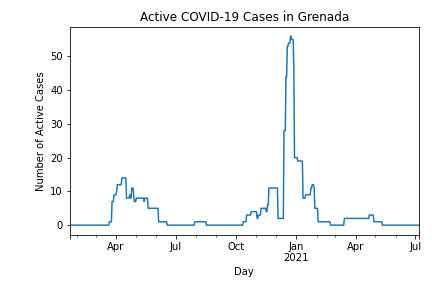 Active COVID-19 Cases in Grenada
Number of Active Cases
50
40
30
20
10
0
Apr Jul Oct Jan Apr Jul
2021
Day